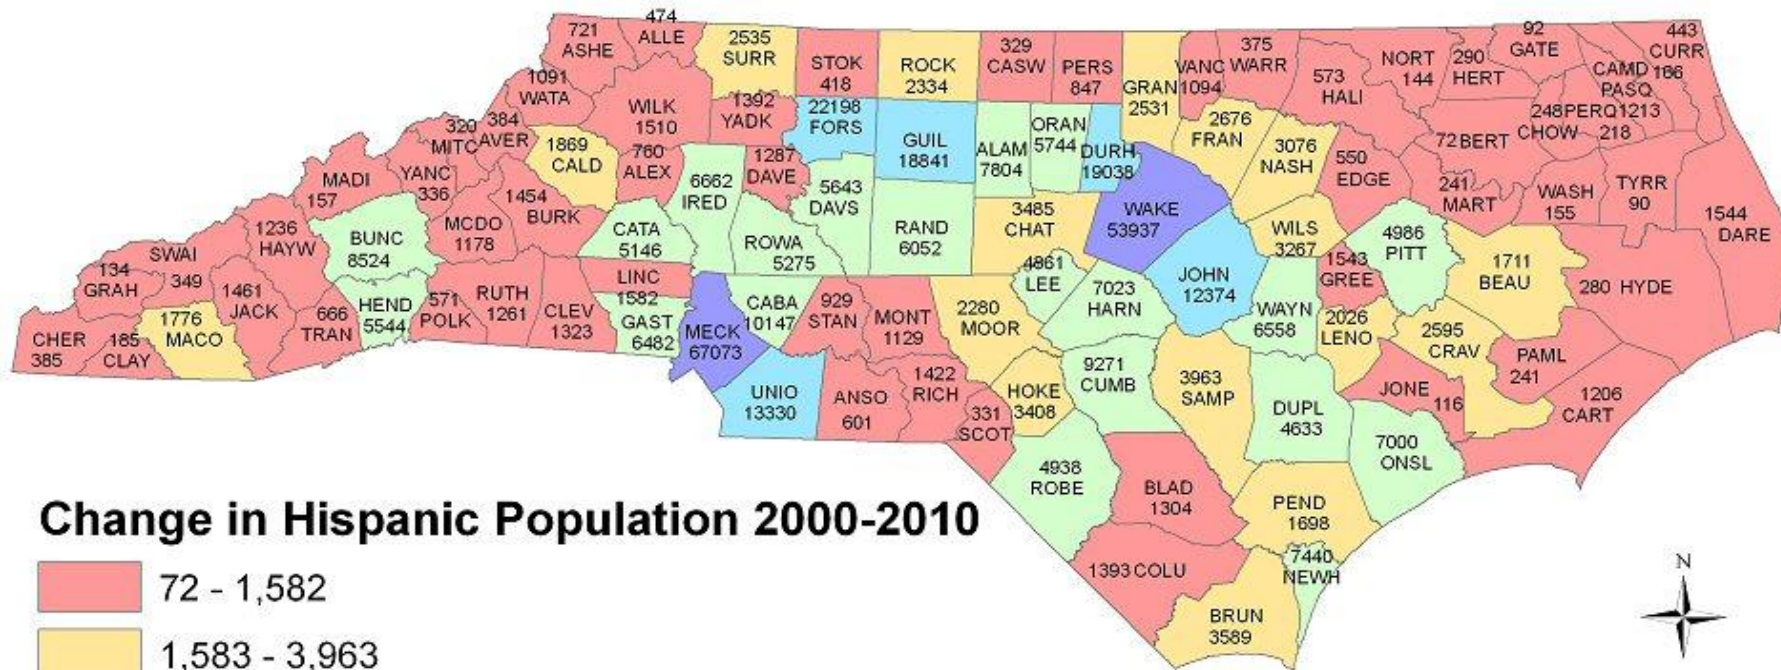 721
ASHE
474
ALLE
2535
SURR
STOK
418
ROCK
2334
329
CASW
PERS
847
GRAN
2531
VANC
1094
375
WARR
573
HALI
NORT
144
290
HERT
92
GATE
443
CURR
CAMD
166
PASQ
1213
PERQ
218
248
CHOW
72 BERT
1091
WATA
WILK
1510
1392
YADK
22198
FORS
GUIL
18841
ALAM
7804
ORAN
5744
DURH
19038
2676
FRAN
3076
NASH
550
EDGE
241
MART
WASH
155
TYRR
90
1544
DARE
320
MITC
384
AVER
1869
CALD
760
ALEX
6662
IRED
1287
DAVE
5643
DAVS
RAND
6052
3485
CHAT
WAKE
53937
WILS
3267
4986
PITT
1711
BEAU
280 HYDE
MADI
157
YANC
336
1454
BURK
MCDO
1178
CATA
5146
ROWA
5275
1236
HAYW
BUNC
8524
SWAI
349
134
GRAH
1461
JACK
HEND
5544
571
POLK
RUTH
1261
CLEV
1323
LINC
1582
GAST
6482
MECK
67073
CABA
10147
929
STAN
MONT
1129
2280
MOOR
4861
LEE
7023
HARN
JOHN
12374
WAYN
6558
1543
GREE
2026
LENO
2595
CRAV
PAML
241
CHER
385
185
CLAY
1776
MACO
666
TRAN
UNIO
13330
ANSO
601
1422
RICH
331
SCOT
HOKE
3408
9271
CUMB
3963
SAMP
DUPL
4633
JONE
116
1206
CART
7000
ONSL
4938
ROBE
BLAD
1304
PEND
1698
1393 COLU
7440
NEWH
BRUN
3589
Change in Hispanic Population 2000-2010
72 - 1,582
1,583 - 3,963
N